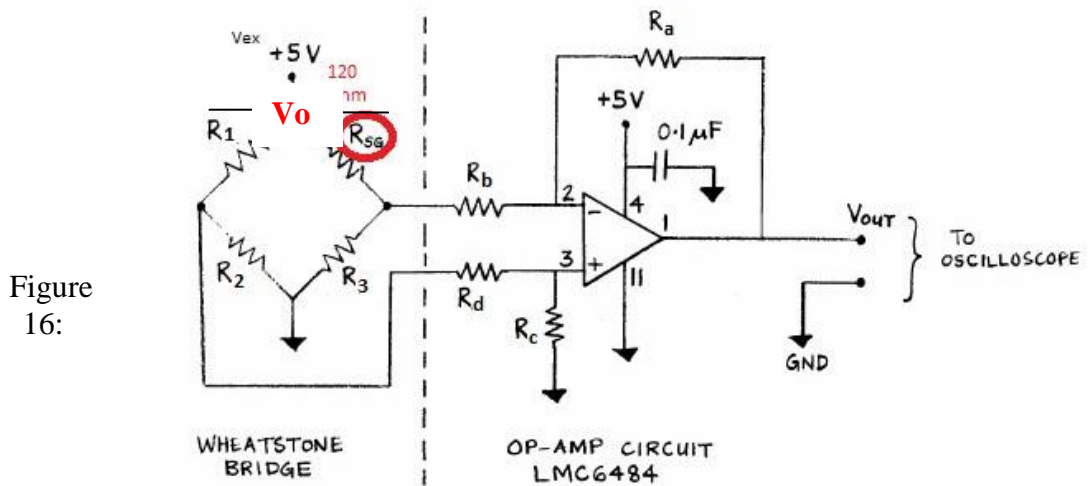 Vex
+5V
120
Vo
R1
RSG
R2
R3
Ra
+5V
0.1µF
Rb
2
-
4
1
3
+
11
Rd
Rc
VOUT
TO
OSCILLOSCOPE
GND
Figure
16:
WHEATSTONE
BRIDGE
OP-AMP CIRCUIT
LMC6484